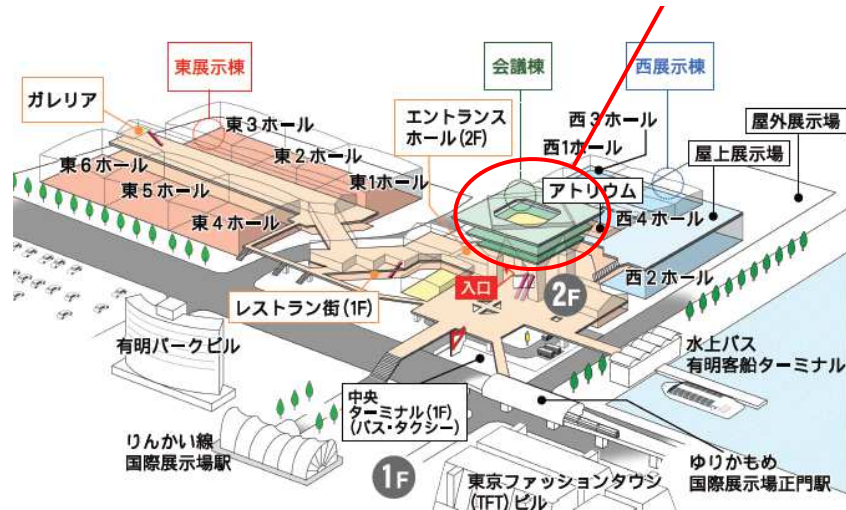 東展示棟
会議棟
西展示棟
ガレリア
東3ホール
エントランス
ホール(2F)
西3ホール
西1ホール
屋外展示場
屋上展示場
東2ホール
東6ホール
東1ホール
アトリウム
東5ホール
東4ホール
西4ホール
西2ホール
入口
2F
レストラン街(1F)
有明パークビル
水上バス
有明客船ターミナル
中央
ターミナル(1F)
(バス・タクシー)
りんかい線
国際展示場駅
1F
東京ファッションタウン
(TFT)ビル
ゆりかもめ
国際展示場正門駅